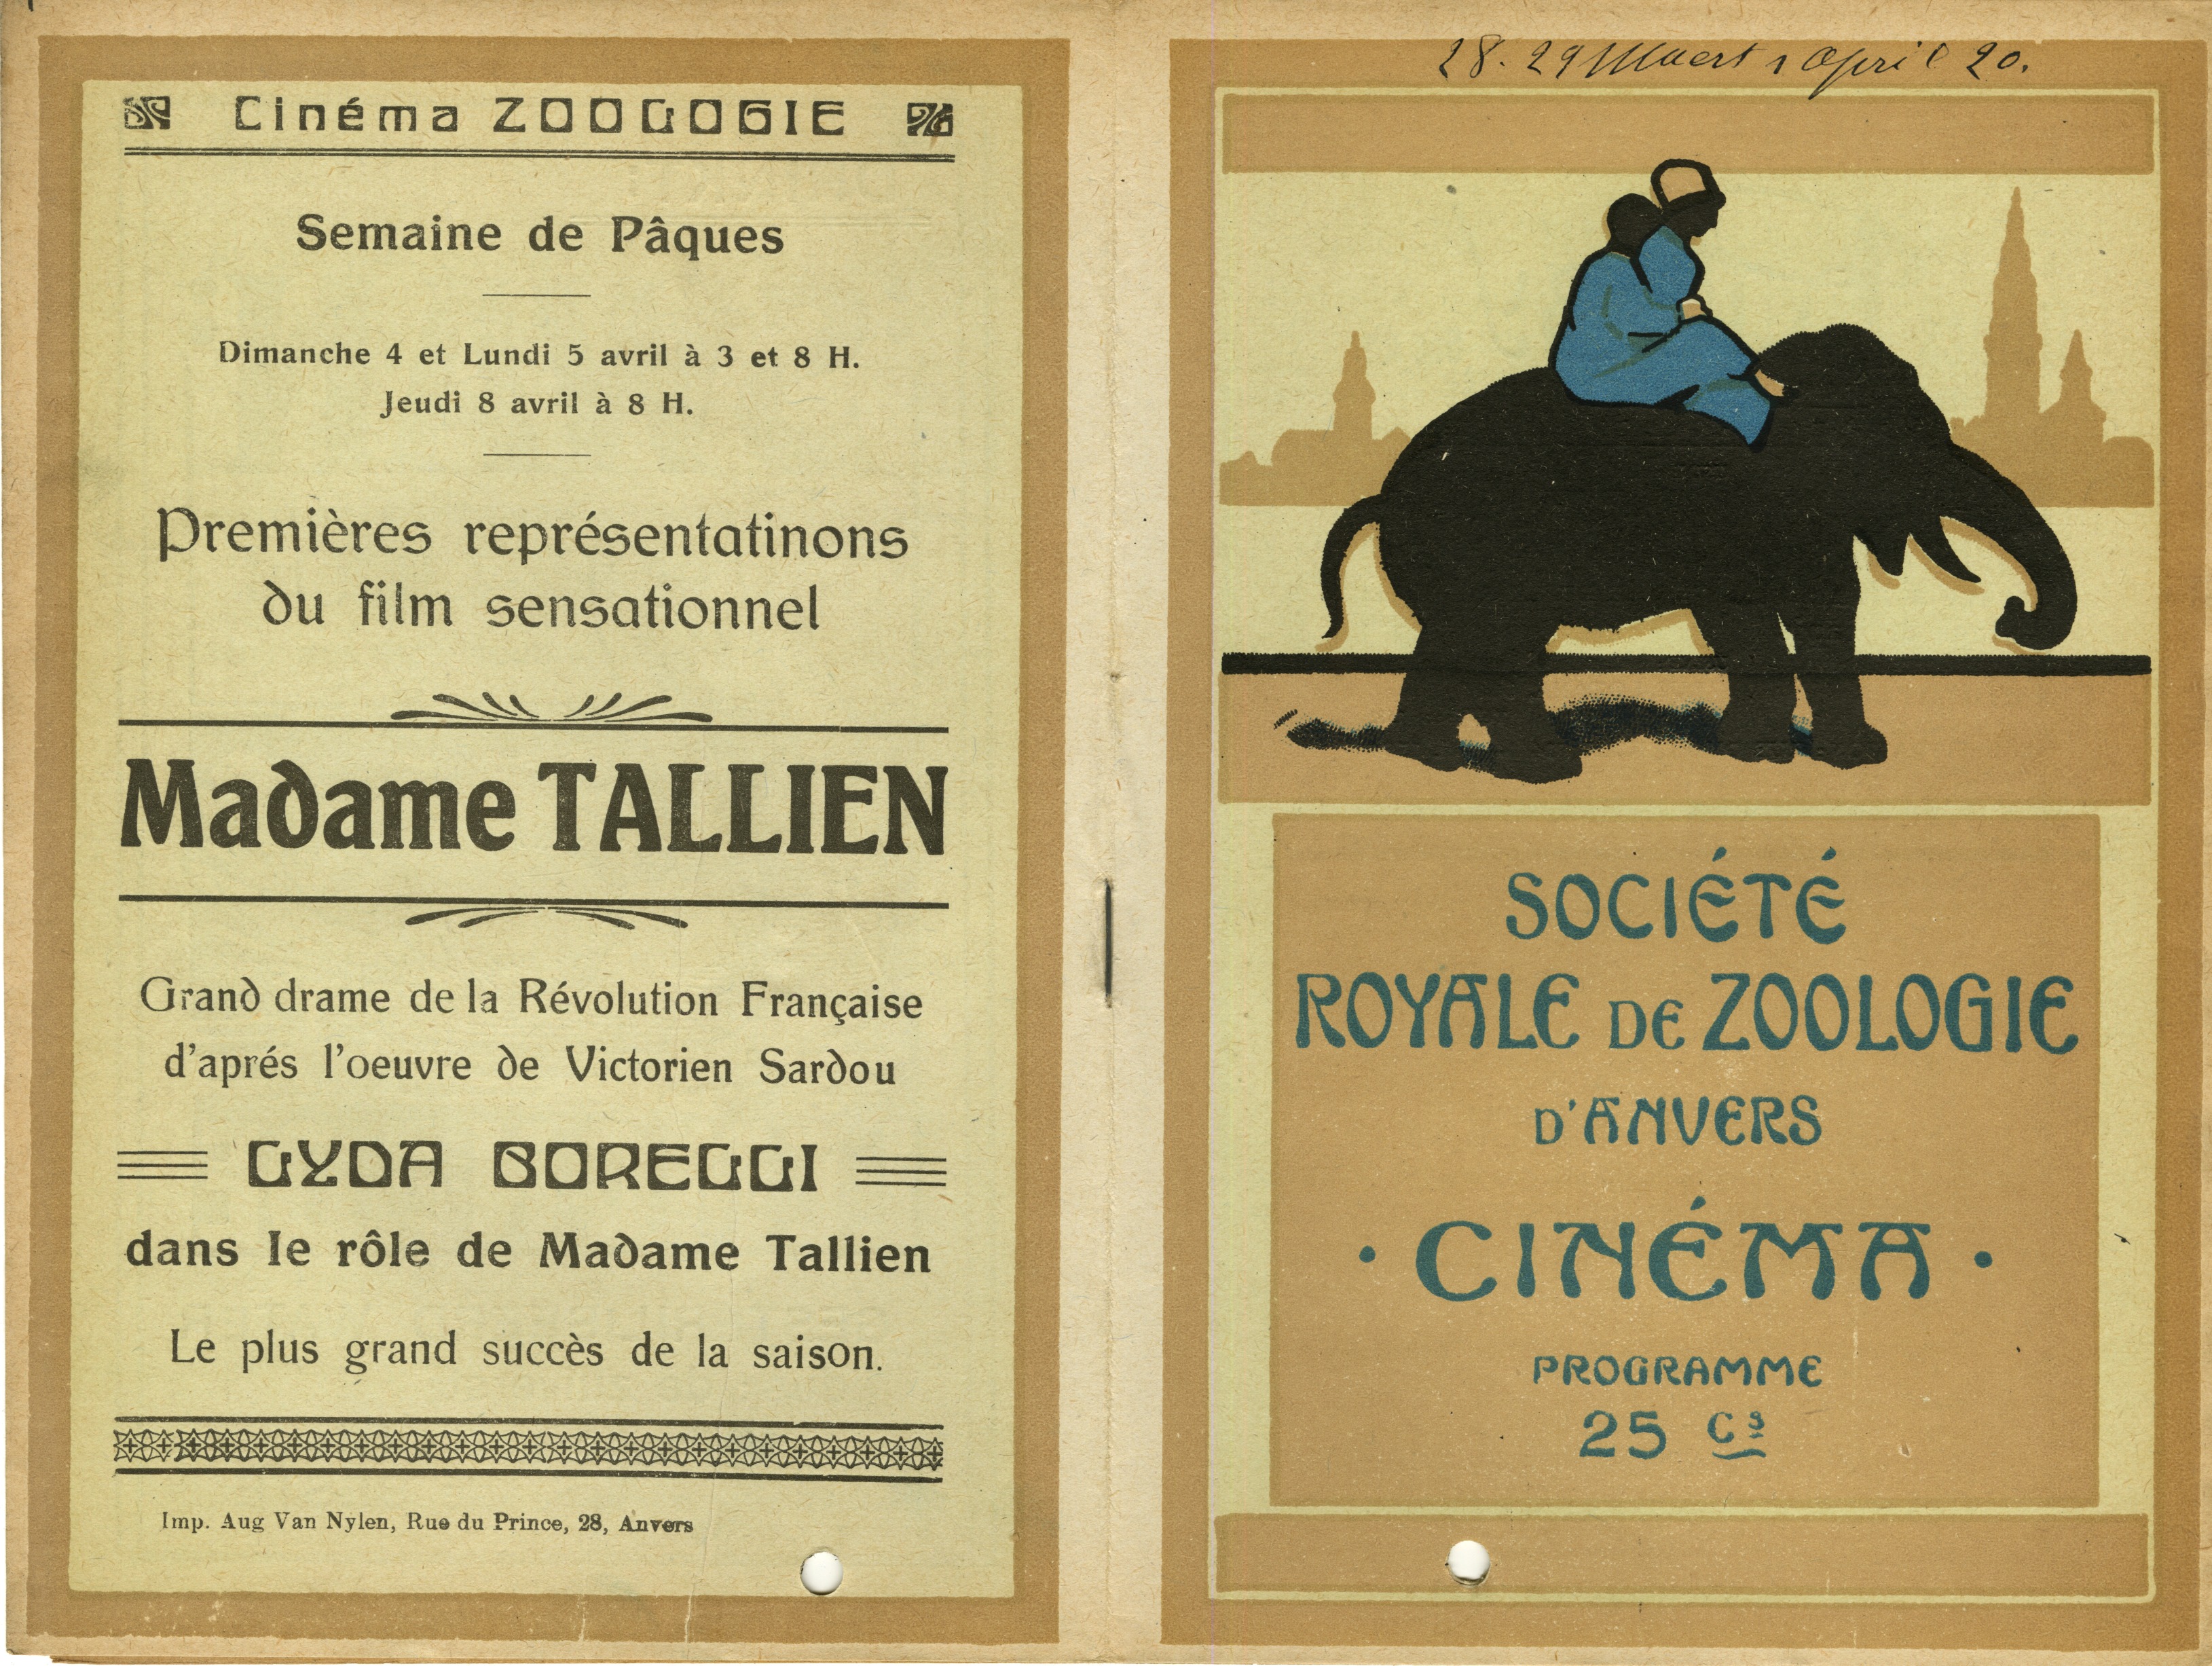 Cinéma ZOOLOGIE
Semaine de Pâques
Dimanche 4 et Lundi 5 avril à 3 et 8 H.
Jeudi 8 avril à 8 H.
Premières représentatinons
du film sensationnel
Madame TALLIEN
Grand drame de la Révolution Française
d'aprés l'oeuvre de Victorien Sardou
LYDA BORELLI
dans le rôle de Madame Tallien
Le plus grand succès de la saison.
Imp. Aug Van Nylen, Rue du Prince, 28, Anvers
28. 29 Maert 1 April 20.
SOCIÉTÉ
ROYALE DE ZOOLOGIE
D'ANVERS
• CINÉMA •
PROGRAMME
25 Cs